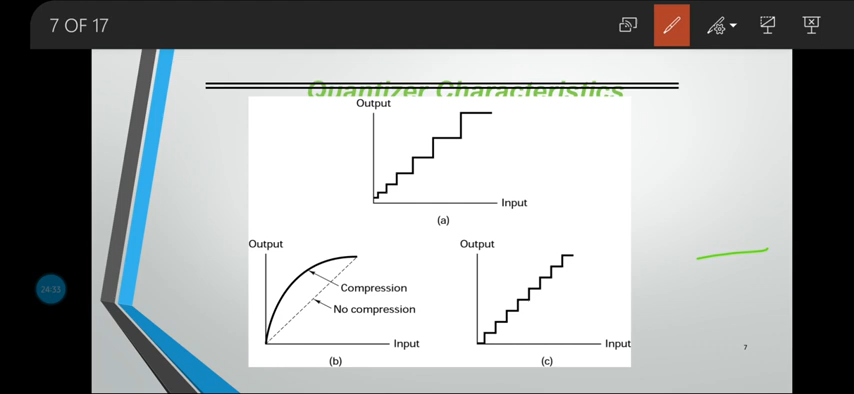 7 OF 17
Quantizer Characteristics
Output
Input
(a)
Output
Compression
No compression
Input
(b)
Output
Input
(c)
24:33
7